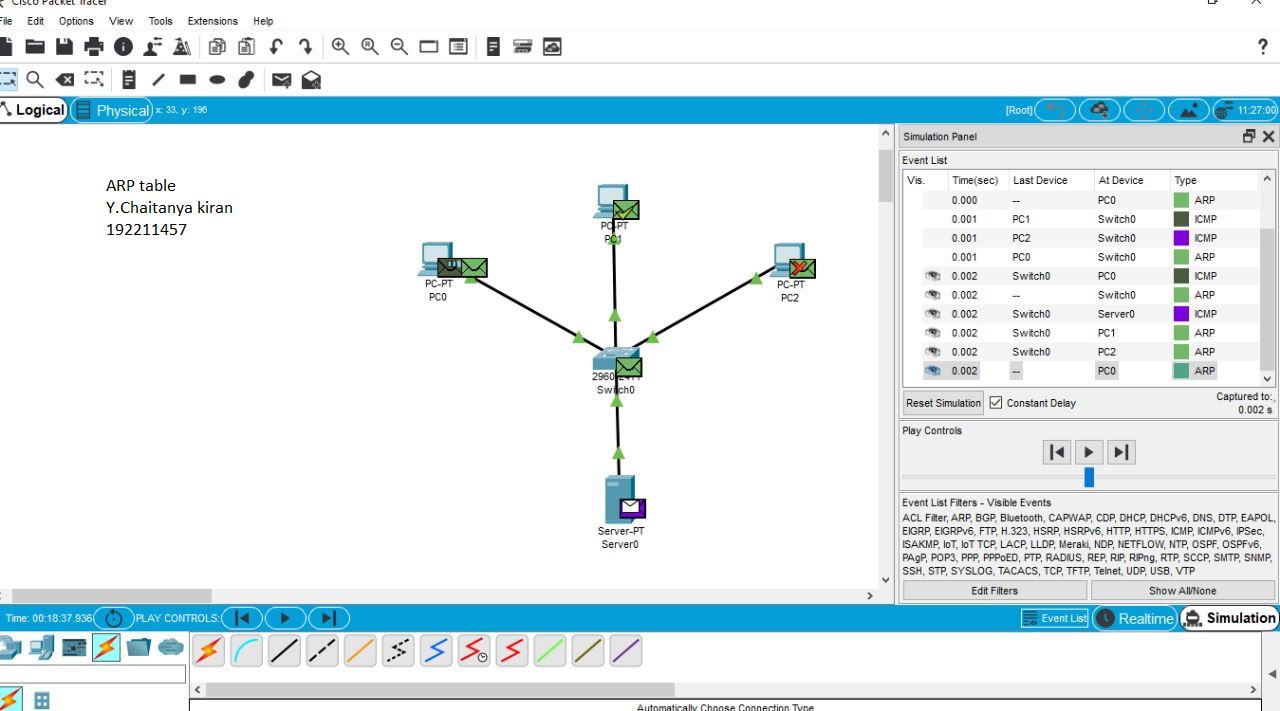 Cisco Packet Tracer
File Edit Options View Tools Extensions Help
?
Logical Physical x: 33, y: 196 [Root] 11:27:00
ARP table
Y.Chaitanya kiran
192211457
PC-PT
PC1
PC-PT
PC0
PC-PT
PC2
Switch0
Server-PT
Server0
Simulation Panel
Event List
Vis. Time(sec) Last Device At Device Type
0.000 -- PC0 ARP
0.001 PC1 Switch0 ICMP
0.001 PC2 Switch0 ICMP
0.001 PC0 Switch0 ARP
0.002 Switch0 PC0 ICMP
0.002 -- Switch0 ARP
0.002 Switch0 Server0 ICMP
0.002 Switch0 PC1 ARP
0.002 Switch0 PC2 ARP
0.002 -- PC0 ARP
Reset Simulation Constant Delay Captured to:
0.002 s
Play Controls
Event List Filters - Visible Events
ACL Filter, ARP, BGP, Bluetooth, CAPWAP, CDP, DHCP, DHCPv6, DNS, DTP, EAPOL,
EIGRP, EIGRPv6, FTP, H.323, HSRP, HSRPv6, HTTP, HTTPS, ICMP, ICMPv6, IPSec,
ISAKMP, IoT, IoT TCP, LACP, LLDP, Meraki, NDP, NETFLOW, NTP, OSPF, OSPFv6,
PAgP, POP3, PPP, PPPoED, PTP, RADIUS, REP, RIP, RIPng, RTP, SCCP, SMTP, SNMP,
SSH, STP, SYSLOG, TACACS, TCP, TFTP, Telnet, UDP, USB, VTP
Edit Filters Show All/None
Time: 00:18:37.936 PLAY CONTROLS: Event List Realtime Simulation
Automatically Choose Connection Type